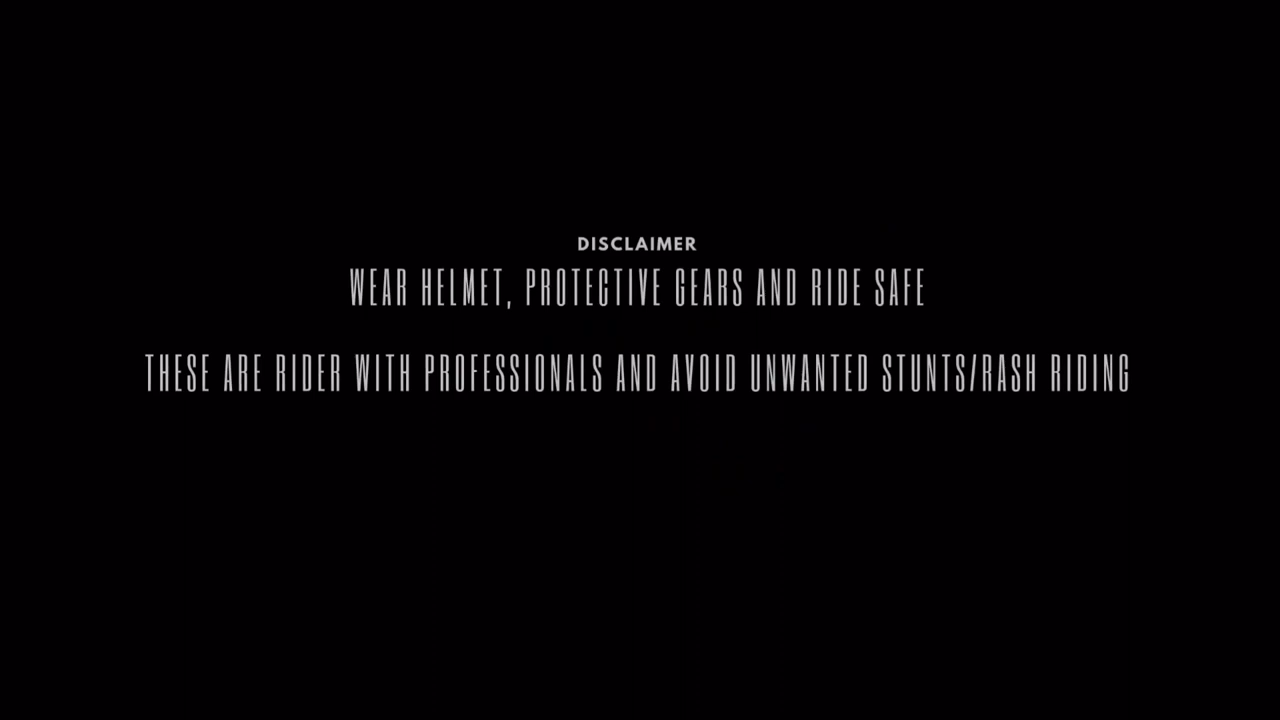 DISCLAIMER
WEAR HELMET, PROTECTIVE GEARS AND RIDE SAFE
THESE ARE RIDER WITH PROFESSIONALS AND AVOID UNWANTED STUNTS/RASH RIDING